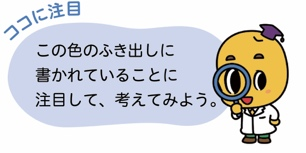 ココに注目
この色のふき出しに
書かれていることに
注目して、考えてみよう。